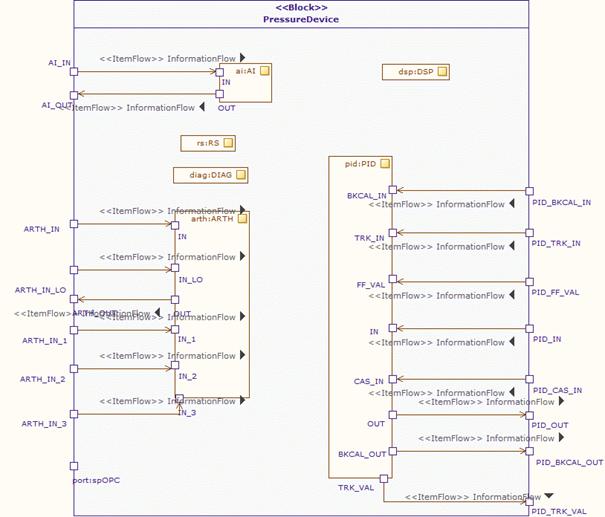 <<Block>>
PressureDevice
AI_IN
<<ItemFlow>> InformationFlow
ai:AI
IN
dsp:DSP
AI_OUT
<<ItemFlow>> InformationFlow
OUT
rs:RS
pid:PID
diag:DIAG
BKCAL_IN
<<ItemFlow>> InformationFlow
PID_BKCAL_IN
<<ItemFlow>> InformationFlow
arth:ARTH
ARTH_IN
IN
TRK_IN
<<ItemFlow>> InformationFlow
PID_TRK_IN
<<ItemFlow>> InformationFlow
IN_LO
FF_VAL
<<ItemFlow>> InformationFlow
PID_FF_VAL
ARTH_IN_LO
<<ItemFlow>> InformationFlow
ARTH_OUT
OUT
<<ItemFlow>> InformationFlow
IN
<<ItemFlow>> InformationFlow
PID_IN
ARTH_IN_1
IN_1
<<ItemFlow>> InformationFlow
ARTH_IN_2
IN_2
CAS_IN
<<ItemFlow>> InformationFlow
PID_CAS_IN
<<ItemFlow>> InformationFlow
<<ItemFlow>> InformationFlow
ARTH_IN_3
IN_3
OUT
PID_OUT
<<ItemFlow>> InformationFlow
BKCAL_OUT
PID_BKCAL_OUT
port:spOPC
TRK_VAL
<<ItemFlow>> InformationFlow
PID_TRK_VAL